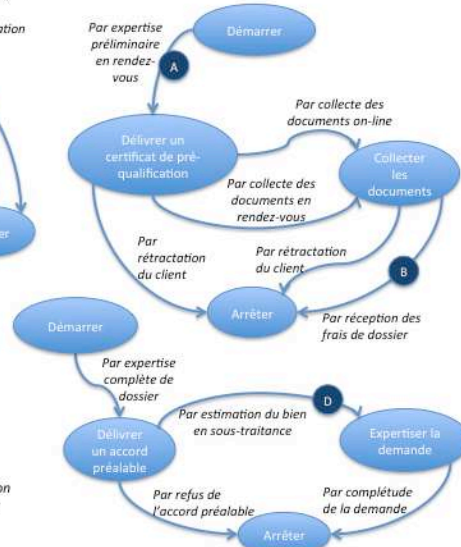 ation
Par expertise
préliminaire
en rendez-
vous
A
Démarrer
Par collecte des
documents on-line
Délivrer un
certificat de pré-
qualification
Collecter
les
documents
Par collecte des
documents en
rendez-vous
er
Par
rétractation
du client
Par rétractation
du client
B
Arrêter
Par réception des
frais de dossier
Démarrer
Par expertise
complète de
dossier
D
Par estimation du bien
en sous-traitance
Délivrer
un accord
préalable
Expertiser la
demande
on
Par refus de
l'accord préalable
Par complétude
de la demande
Arrêter